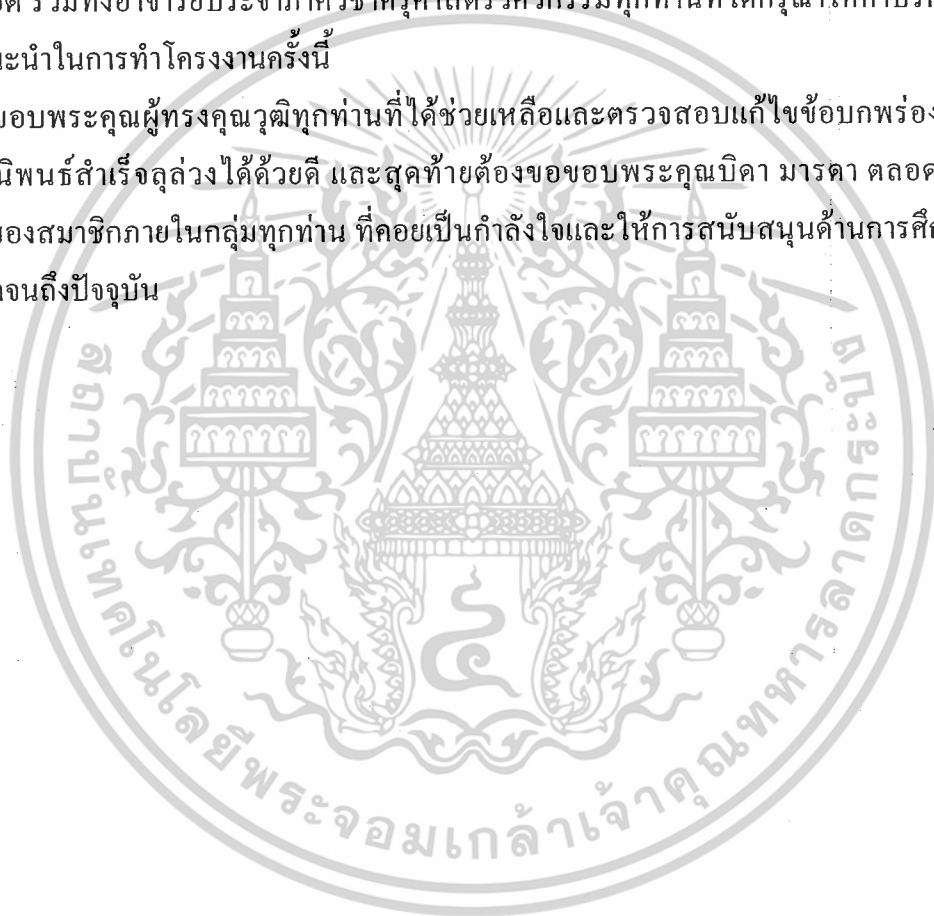 รวมทั้งอาจารย์ประจำภาควิชาครุศาสตร์วิศวกรรมทุกท่านที่ได้กรุณาให้คำปรึ
นะนำในการทำโครงงานครั้งนี้
ขอบพระคุณผู้ทรงคุณวุฒิทุกท่านที่ได้ช่วยเหลือและตรวจสอบแก้ไขข้อบกพร่อง
นิพนธ์สำเร็จลุล่วงได้ด้วยดี และสุดท้ายต้องขอขอบพระคุณบิดา มารดา ตลอด
ของสมาชิกภายในกลุ่มทุกท่าน ที่คอยเป็นกำลังใจและให้การสนับสนุนด้านการศึ
จนถึงปัจจุบัน
สถาบันเทคโนโลยีพระจอมเกล้าเจ้าคุณทหารลาดกระบัง
๔